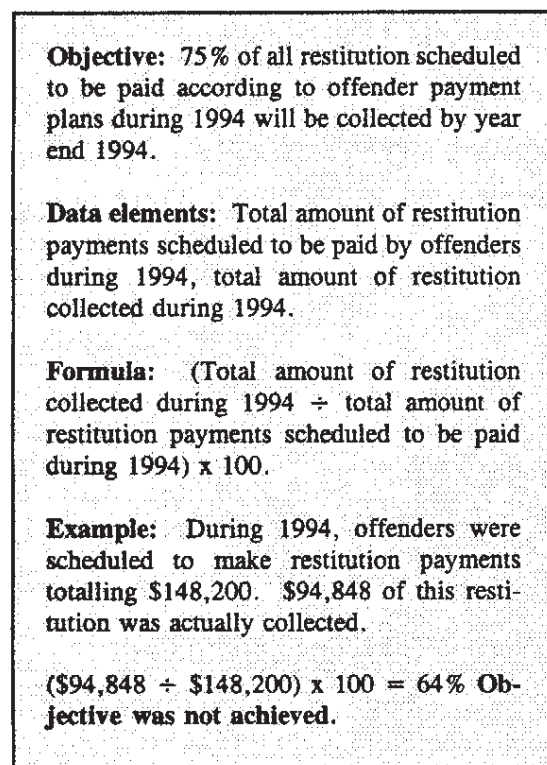 Objective: 75% of all restitution scheduled
to be paid according to offender payment
plans during 1994 will be collected by year
end 1994.
Data elements: Total amount of restitution
payments scheduled to be paid by offenders
during 1994, total amount of restitution
collected during 1994.
Formula: (Total amount of restitution
collected during 1994 ÷ total amount of
restitution payments scheduled to be paid
during 1994) x 100.
Example: During 1994, offenders were
scheduled to make restitution payments
totalling $148,200. $94,848 of this resti-
tution was actually collected.
($94,848 ÷ $148,200) x 100 = 64% Ob-
jective was not achieved.